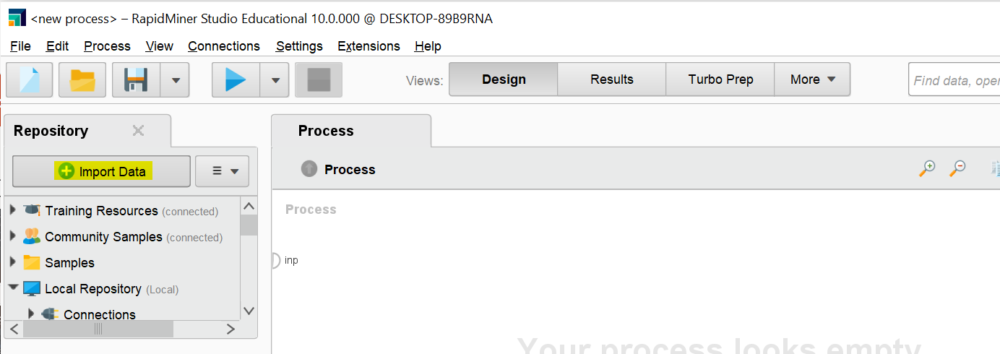 <new process> – RapidMiner Studio Educational 10.0.000 @ DESKTOP-89B9RNA
File Edit Process View Connections Settings Extensions Help
Views: Design Results Turbo Prep More Find data, oper
Repository
Process
Import Data
Process
Training Resources (connected)
Process
Community Samples (connected)
inp
Samples
Local Repository (Local)
Connections
Your process looks empty